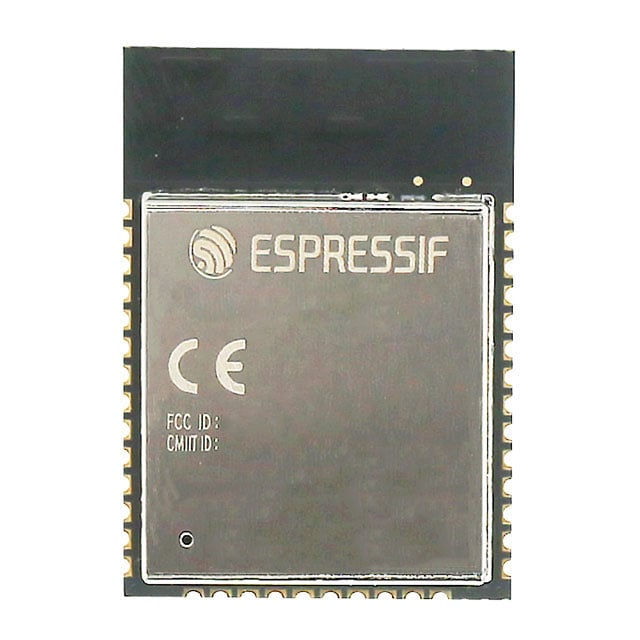 ESPRESSIF
CE
FCC ID:
CMIIT ID: